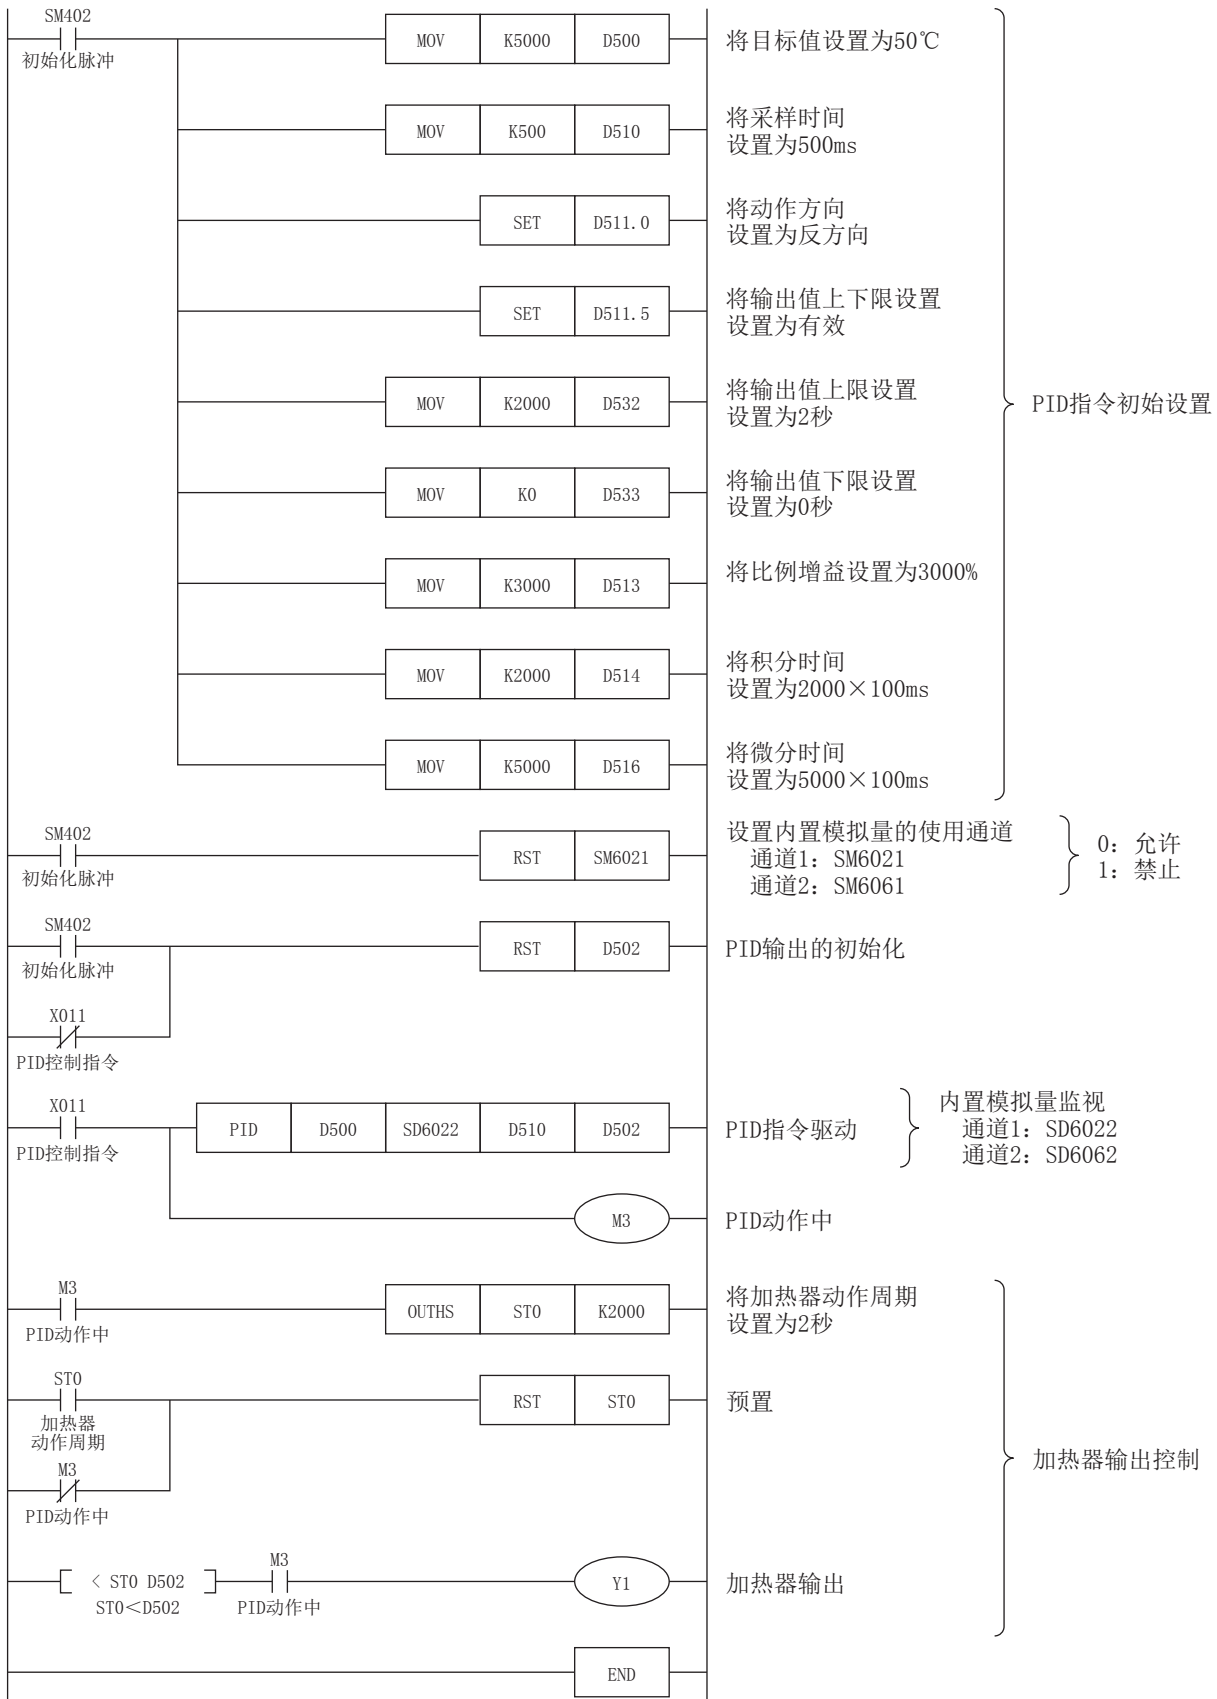 SM402
初始化脉冲
MOV K5000 D500
将目标值设置为50℃
MOV K500 D510
将采样时间
设置为500ms
SET D511.0
将动作方向
设置为反方向
SET D511.5
将输出值上下限设置
设置为有效
MOV K2000 D532
将输出值上限设置
设置为2秒
PID指令初始设置
MOV K0 D533
将输出值下限设置
设置为0秒
MOV K3000 D513
将比例增益设置为3000%
MOV K2000 D514
将积分时间
设置为2000×100ms
MOV K5000 D516
将微分时间
设置为5000×100ms
SM402
初始化脉冲
RST SM6021
设置内置模拟量的使用通道
通道1：SM6021
通道2：SM6061
0：允许
1：禁止
SM402
初始化脉冲
RST D502
PID输出的初始化
X011
PID控制指令
X011
PID控制指令
PID D500 SD6022 D510 D502
PID指令驱动
内置模拟量监视
通道1：SD6022
通道2：SD6062
M3
PID动作中
M3
PID动作中
OUTHS ST0 K2000
将加热器动作周期
设置为2秒
ST0
加热器
动作周期
RST ST0
预置
M3
PID动作中
加热器输出控制
< ST0 D502
ST0＜D502
M3
PID动作中
Y1
加热器输出
END